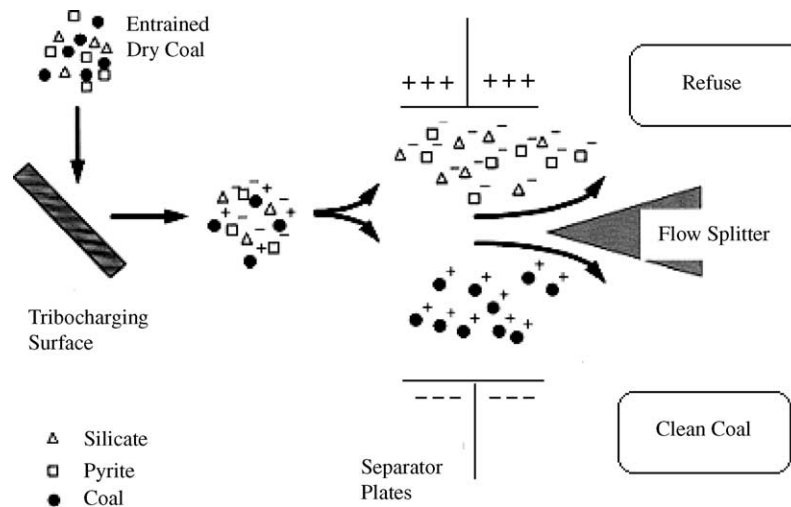 Entrained
Dry Coal
+++ +++
Refuse
Flow Splitter
Tribocharging
Surface
Silicate
Pyrite
Coal
Separator
Plates
Clean Coal